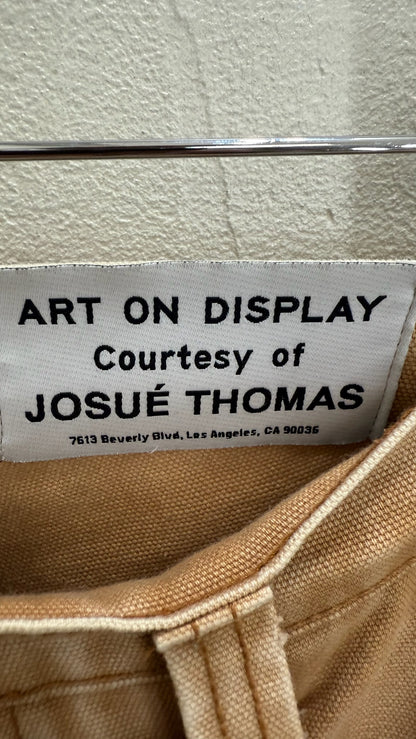 ART ON DISPLAY
Courtesy of
JOSUÉ THOMAS
7613 Beverly Blvd, Los Angeles, CA 90036